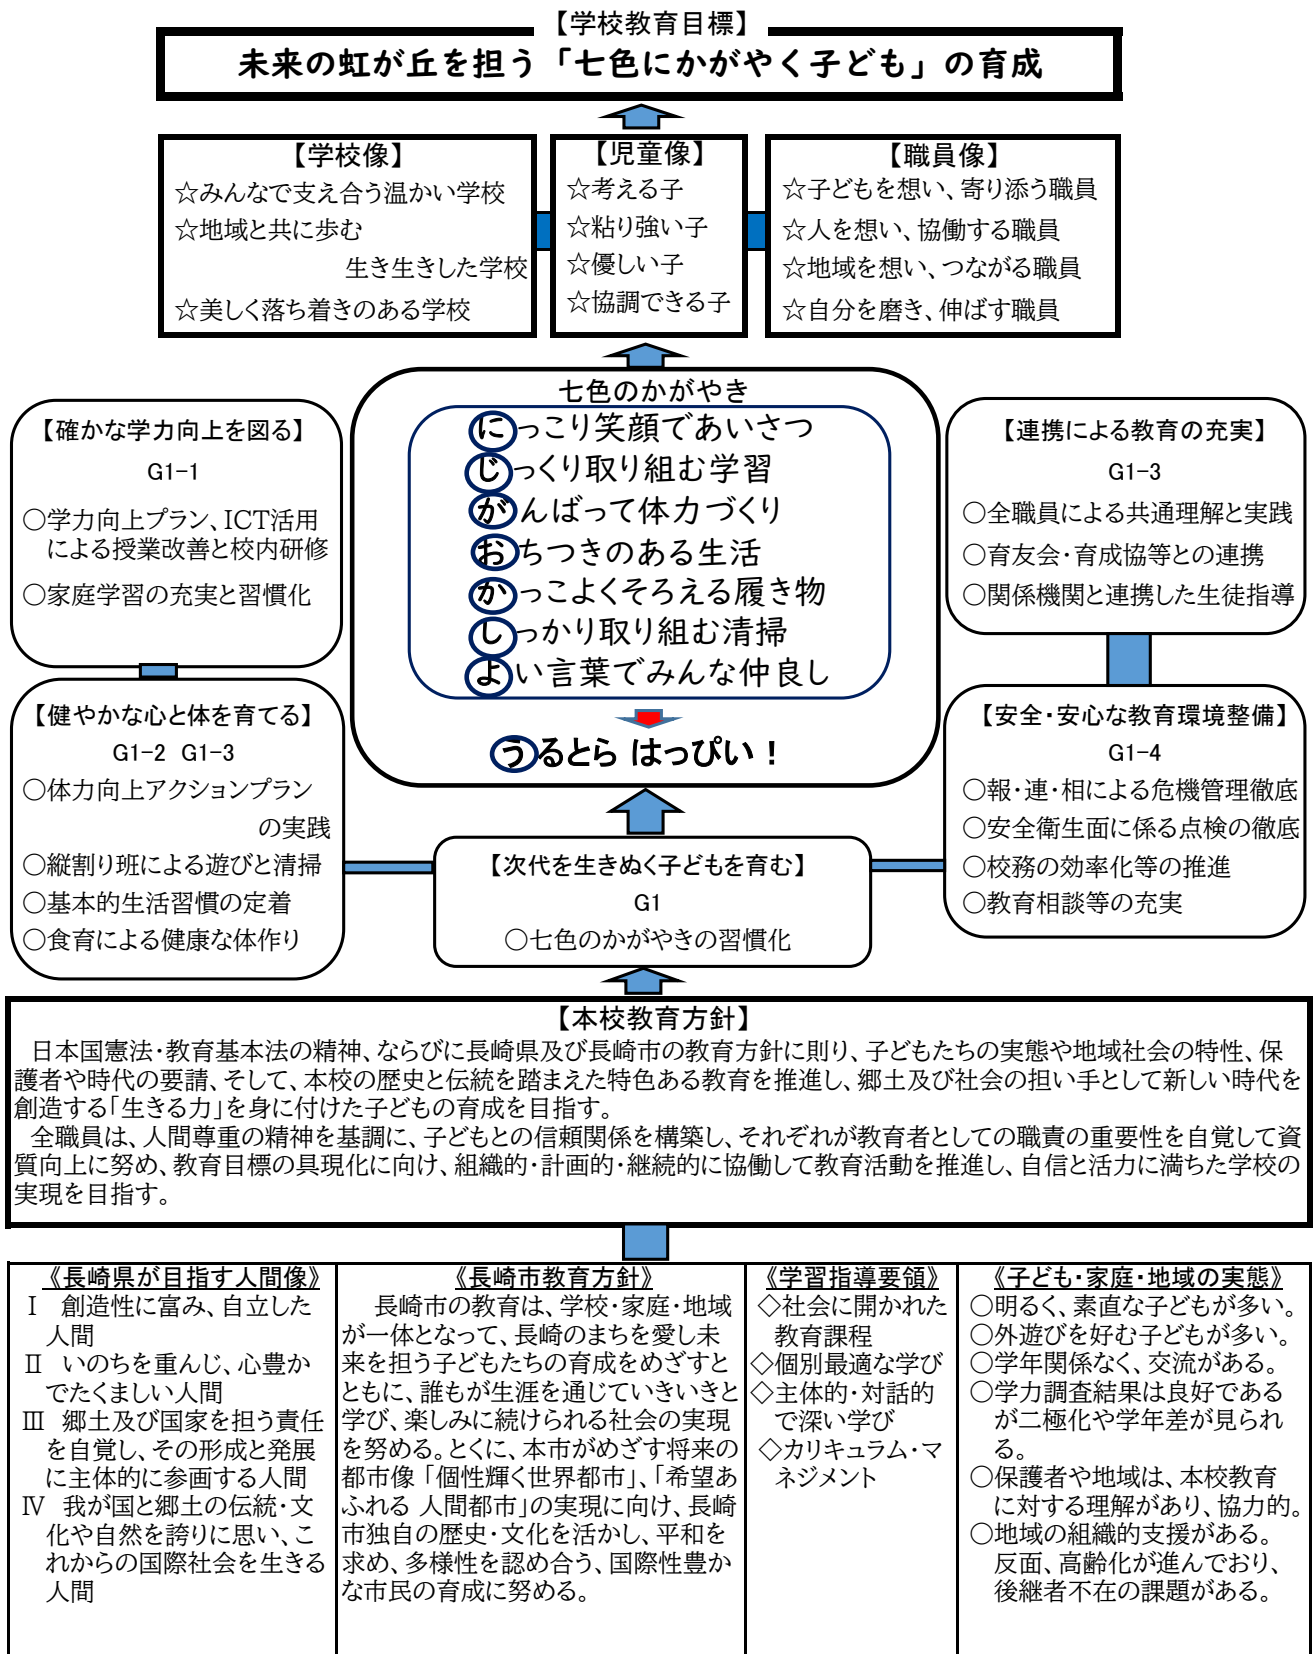 【学校教育目標】
未来の虹が丘を担う「七色にかがやく子ども」の育成
【学校像】
☆みんなで支え合う温かい学校
☆地域と共に歩む
生き生きした学校
☆美しく落ち着きのある学校
【児童像】
☆考える子
☆粘り強い子
☆優しい子
☆協調できる子
【職員像】
☆子どもを想い、寄り添う職員
☆人を想い、協働する職員
☆地域を想い、つながる職員
☆自分を磨き、伸ばす職員
七色のかがやき
にっこり笑顔であいさつ
じっくり取り組む学習
がんばって体力づくり
おちつきのある生活
かっこよくそろえる履き物
しっかり取り組む清掃
よい言葉でみんな仲良し
うるとら はっぴい！
【確かな学力向上を図る】
G1-1
○学力向上プラン、ICT活用
による授業改善と校内研修
○家庭学習の充実と習慣化
【健やかな心と体を育てる】
G1-2 G1-3
○体力向上アクションプラン
の実践
○縦割り班による遊びと清掃
○基本的生活習慣の定着
○食育による健康な体作り
【連携による教育の充実】
G1-3
○全職員による共通理解と実践
○育友会・育成協等との連携
○関係機関と連携した生徒指導
【安全・安心な教育環境整備】
G1-4
○報・連・相による危機管理徹底
○安全衛生面に係る点検の徹底
○校務の効率化等の推進
○教育相談等の充実
【次代を生きぬく子どもを育む】
G1
○七色のかがやきの習慣化
【本校教育方針】
日本国憲法・教育基本法の精神、ならびに長崎県及び長崎市の教育方針に則り、子どもたちの実態や地域社会の特性、保
護者や時代の要請、そして、本校の歴史と伝統を踏まえた特色ある教育を推進し、郷土及び社会の担い手として新しい時代を
創造する「生きる力」を身に付けた子どもの育成を目指す。
全職員は、人間尊重の精神を基調に、子どもとの信頼関係を構築し、それぞれが教育者としての職責の重要性を自覚して資
質向上に努め、教育目標の具現化に向け、組織的・計画的・継続的に協働して教育活動を推進し、自信と活力に満ちた学校の
実現を目指す。
《長崎県が目指す人間像》
Ⅰ 創造性に富み、自立した
人間
Ⅱ いのちを重んじ、心豊か
でたくましい人間
Ⅲ 郷土及び国家を担う責任
を自覚し、その形成と発展
に主体的に参画する人間
Ⅳ 我が国と郷土の伝統・文
化や自然を誇りに思い、こ
れからの国際社会を生きる
人間
《長崎市教育方針》
長崎市の教育は、学校・家庭・地域
が一体となって、長崎のまちを愛し未
来を担う子どもたちの育成をめざすと
ともに、誰もが生涯を通じていきいきと
学び、楽しみに続けられる社会の実現
を努める。とくに、本市がめざす将来の
都市像「個性輝く世界都市」、「希望あ
ふれる 人間都市」の実現に向け、長崎
市独自の歴史・文化を活かし、平和を
求め、多様性を認め合う、国際性豊か
な市民の育成に努める。
《学習指導要領》
◇社会に開かれた
教育課程
◇個別最適な学び
◇主体的・対話的
で深い学び
◇カリキュラム・マ
ネジメント
《子ども・家庭・地域の実態》
○明るく、素直な子どもが多い。
○外遊びを好む子どもが多い。
○学年関係なく、交流がある。
○学力調査結果は良好である
が二極化や学年差が見られ
る。
○保護者や地域は、本校教育
に対する理解があり、協力的。
○地域の組織的支援がある。
反面、高齢化が進んでおり、
後継者不在の課題がある。